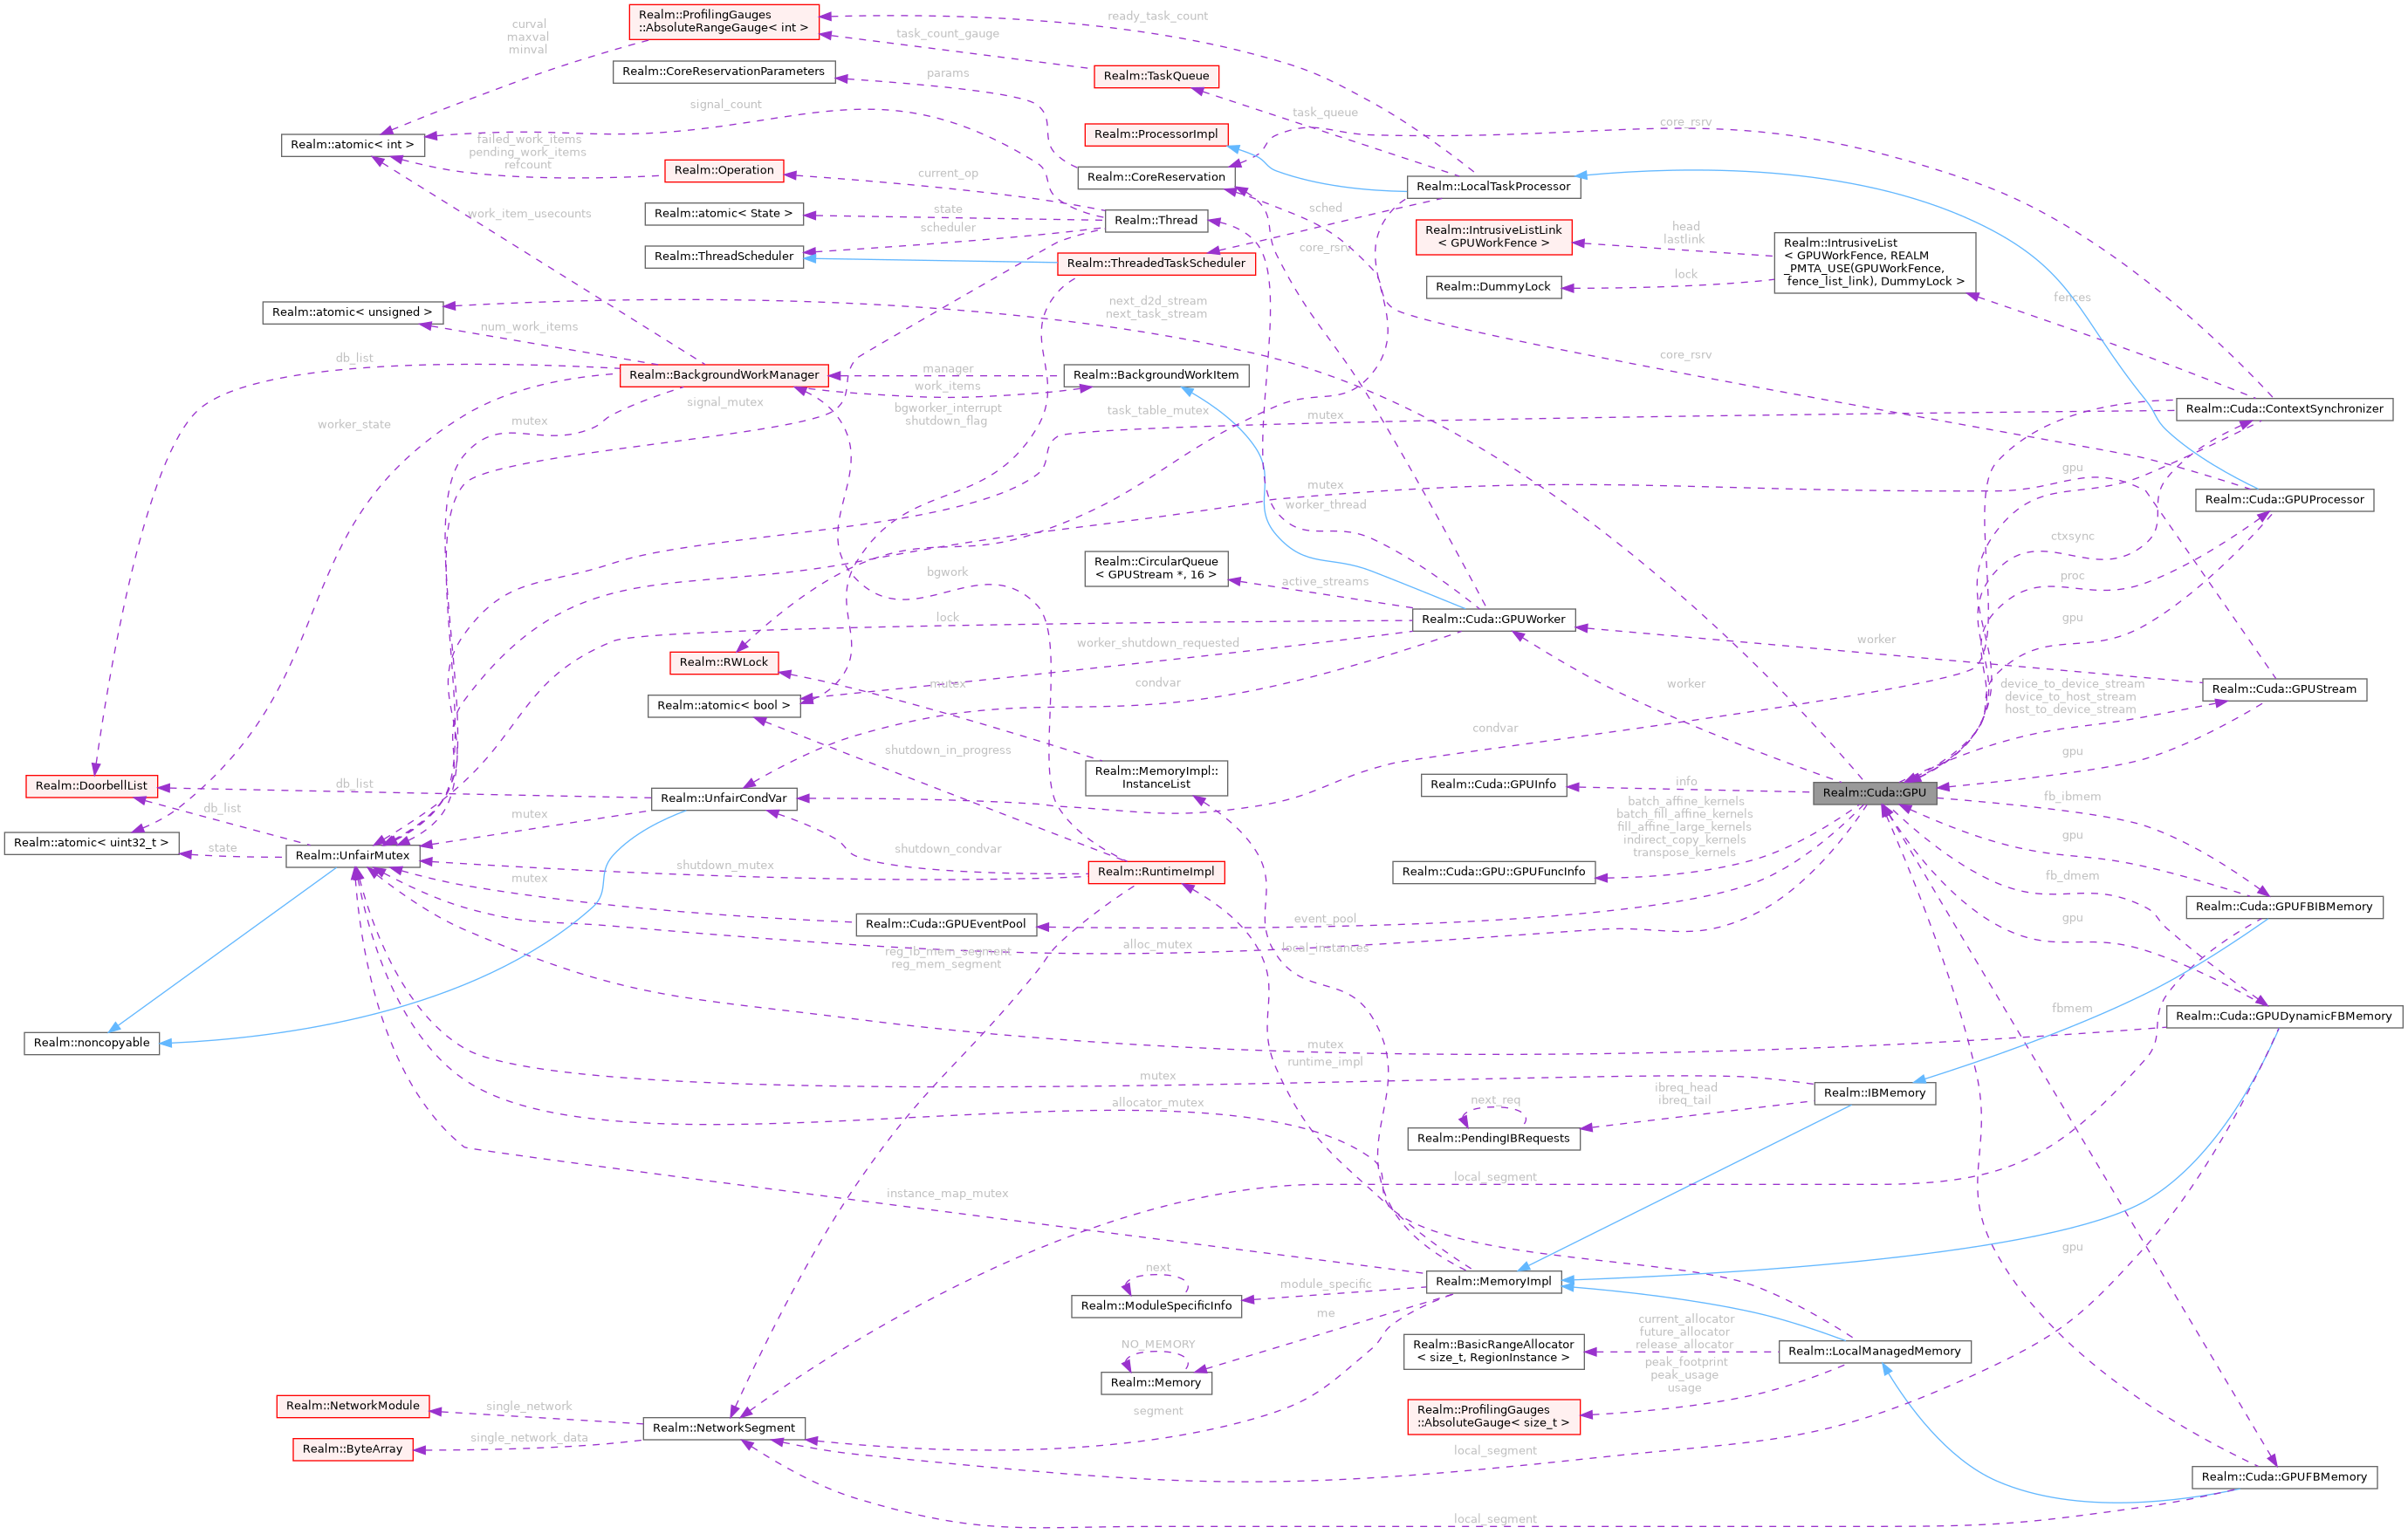 Realm::ProfilingGauges
::AbsoluteRangeGauge< int >
ready_task_count
curval
maxval
minval
task_count_gauge
Realm::CoreReservationParameters
params
Realm::TaskQueue
signal_count
task_queue
core_rsrv
Realm::atomic< int >
failed_work_items
pending_work_items
refcount
Realm::ProcessorImpl
Realm::Operation
current_op
Realm::CoreReservation
Realm::LocalTaskProcessor
Realm::atomic< State >
state
scheduler
Realm::Thread
sched
work_item_usecounts
Realm::IntrusiveListLink
< GPUWorkFence >
head
lastlink
Realm::IntrusiveList
< GPUWorkFence, REALM
_PMTA_USE(GPUWorkFence,
 fence_list_link), DummyLock >
Realm::ThreadScheduler
Realm::ThreadedTaskScheduler
core_rsrv
Realm::DummyLock
lock
fences
Realm::atomic< unsigned >
next_d2d_stream
next_task_stream
num_work_items
db_list
Realm::BackgroundWorkManager
manager
work_items
Realm::BackgroundWorkItem
core_rsrv
signal_mutex
bgworker_interrupt
shutdown_flag
task_table_mutex
mutex
Realm::Cuda::ContextSynchronizer
worker_state
mutex
gpu
Realm::Cuda::GPUProcessor
mutex
worker_thread
ctxsync
bgwork
Realm::CircularQueue
< GPUStream *, 16 >
active_streams
proc
lock
Realm::Cuda::GPUWorker
gpu
worker_shutdown_requested
worker
Realm::RWLock
mutex
condvar
worker
device_to_device_stream
device_to_host_stream
host_to_device_stream
Realm::Cuda::GPUStream
Realm::atomic< bool >
condvar
shutdown_in_progress
gpu
Realm::DoorbellList
db_list
Realm::MemoryImpl::
InstanceList
Realm::Cuda::GPUInfo
info
Realm::Cuda::GPU
fb_ibmem
db_list
Realm::UnfairCondVar
batch_affine_kernels
batch_fill_affine_kernels
fill_affine_large_kernels
indirect_copy_kernels
transpose_kernels
mutex
gpu
Realm::atomic< uint32_t >
state
Realm::UnfairMutex
shutdown_condvar
shutdown_mutex
Realm::RuntimeImpl
Realm::Cuda::GPU::GPUFuncInfo
fb_dmem
mutex
Realm::Cuda::GPUFBIBMemory
Realm::Cuda::GPUEventPool
event_pool
gpu
reg_ib_mem_segment
reg_mem_segment
alloc_mutex
local_instances
fbmem
Realm::Cuda::GPUDynamicFBMemory
Realm::noncopyable
mutex
runtime_impl
mutex
Realm::IBMemory
ibreq_head
ibreq_tail
allocator_mutex
next_req
Realm::PendingIBRequests
local_segment
instance_map_mutex
gpu
next
module_specific
Realm::MemoryImpl
Realm::ModuleSpecificInfo
me
NO_MEMORY
current_allocator
future_allocator
release_allocator
Realm::BasicRangeAllocator
< size_t, RegionInstance >
Realm::LocalManagedMemory
peak_footprint
peak_usage
usage
Realm::Memory
Realm::NetworkModule
single_network
segment
Realm::ProfilingGauges
::AbsoluteGauge< size_t >
Realm::NetworkSegment
Realm::ByteArray
single_network_data
local_segment
Realm::Cuda::GPUFBMemory
local_segment